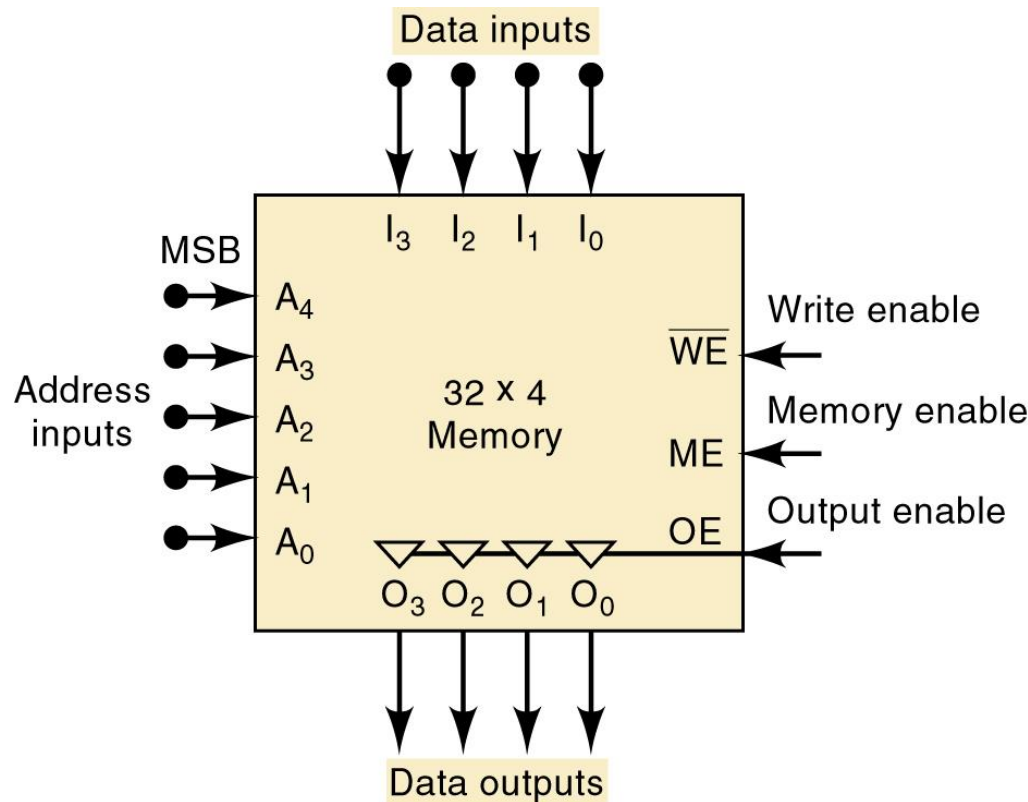 Data inputs
I₃ I₂ I₁ I₀
MSB
A₄
A₃
A₂
A₁
A₀
Address
inputs
32 x 4
Memory
Write enable
W̅E̅
Memory enable
ME
Output enable
OE
O₃ O₂ O₁ O₀
Data outputs